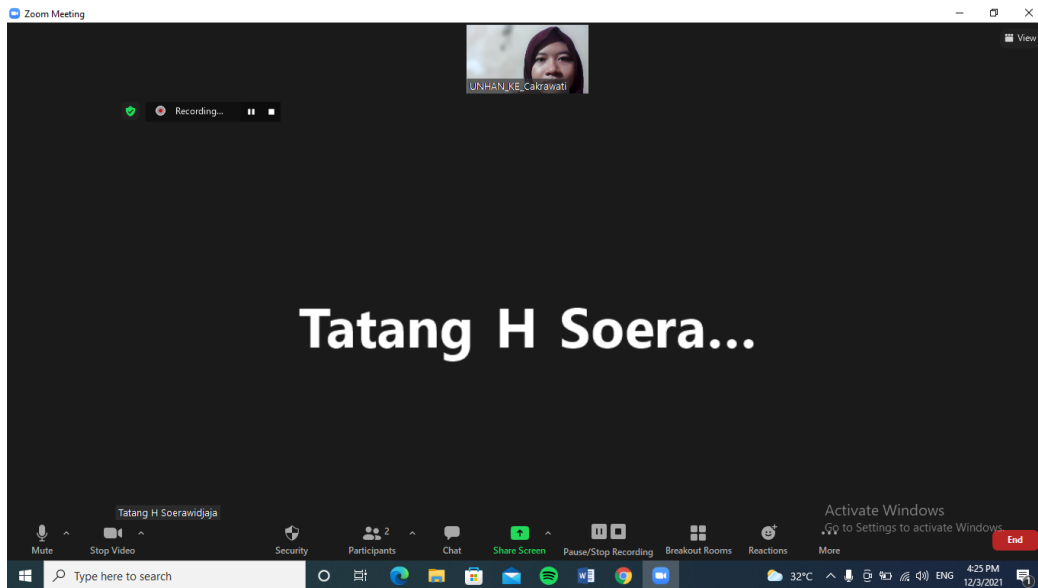 Zoom Meeting
View
UNHAN_KE_Cakrawati
Recording...
Tatang H Soera...
Tatang H Soerawidjaja
Activate Windows
Go to Settings to activate Windows.
Mute
Stop Video
Security
Participants 2
Chat
Share Screen
Pause/Stop Recording
Breakout Rooms
Reactions
More
End
Type here to search
32°C
ENG
4:25 PM
12/3/2021
1